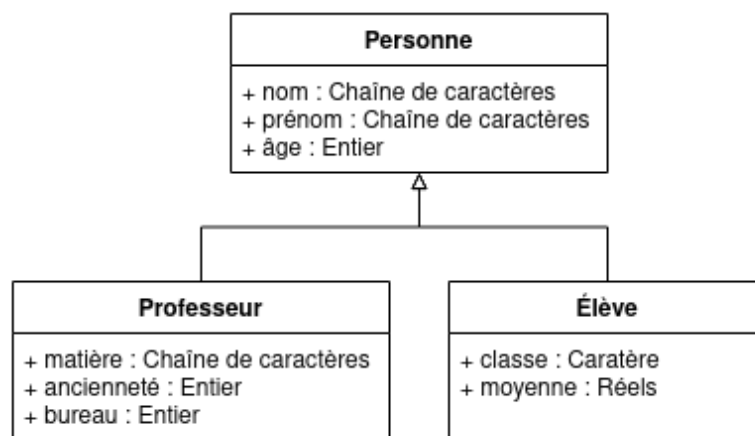 Personne
+ nom : Chaîne de caractères
+ prénom : Chaîne de caractères
+ âge : Entier
Professeur
+ matière : Chaîne de caractères
+ ancienneté : Entier
+ bureau : Entier
Élève
+ classe : Caratère
+ moyenne : Réels